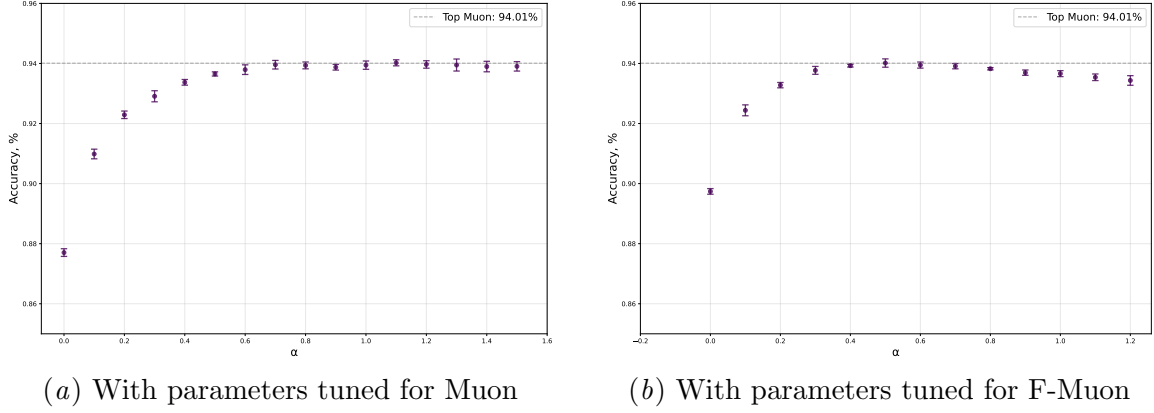 0.96
0.94
0.92
0.90
0.88
0.86
Accuracy, %
Top Muon: 94.01%
0.0 0.2 0.4 0.6 0.8 1.0 1.2 1.4 1.6
α
(a) With parameters tuned for Muon
0.96
0.94
0.92
0.90
0.88
0.86
Accuracy, %
Top Muon: 94.01%
−0.2 0.0 0.2 0.4 0.6 0.8 1.0 1.2
α
(b) With parameters tuned for F-Muon